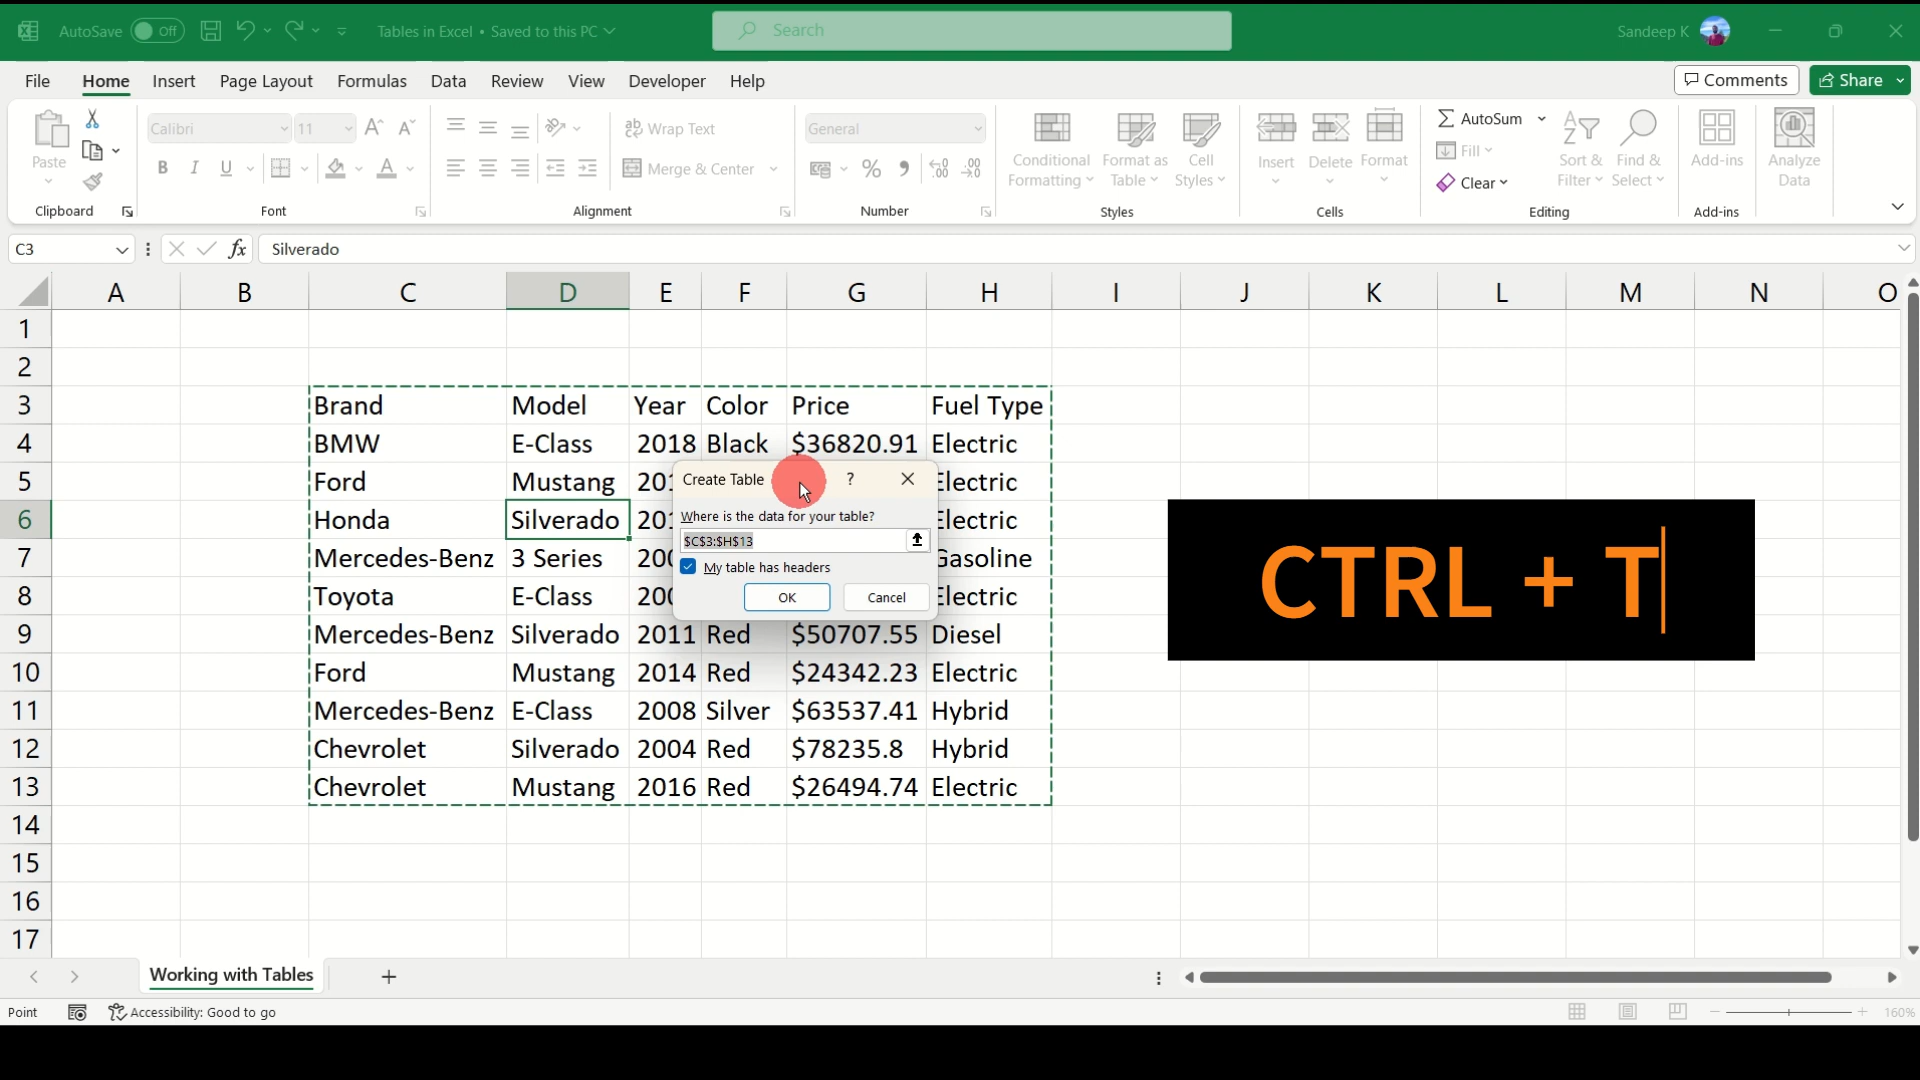 AutoSave Off Tables in Excel • Saved to this PC Search Sandeep K
File Home Insert Page Layout Formulas Data Review View Developer Help Comments Share
Paste
Clipboard
Calibri 11
B I U A
Font
ab Wrap Text
Merge & Center
Alignment
General
% 9 .00
Number
Conditional Formatting
Format as Table
Cell Styles
Styles
Insert Delete Format
Cells
AutoSum
Fill
Clear
Sort & Filter
Find & Select
Editing
Add-ins
Add-ins
Analyze Data
C3 fx Silverado
A B C D E F G H I J K L M N O
1
2
3 Brand Model Year Color Price Fuel Type
4 BMW E-Class 2018 Black $36820.91 Electric
5 Ford Mustang Electric
6 Honda Silverado Electric
7 Mercedes-Benz 3 Series Gasoline
8 Toyota E-Class Electric
9 Mercedes-Benz Silverado 2011 Red $50707.55 Diesel
10 Ford Mustang 2014 Red $24342.23 Electric
11 Mercedes-Benz E-Class 2008 Silver $63537.41 Hybrid
12 Chevrolet Silverado 2004 Red $78235.8 Hybrid
13 Chevrolet Mustang 2016 Red $26494.74 Electric
14
15
16
17
Create Table ?
Where is the data for your table?
$C$3:$H$13
My table has headers
OK Cancel
CTRL + T
Working with Tables
Point Accessibility: Good to go 160%